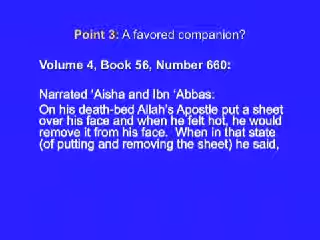 Point 3: A favored companion?
Volume 4, Book 56, Number 660:
Narrated 'Aisha and Ibn 'Abbas:
On his death-bed Allah's Apostle put a sheet
over his face and when he felt hot, he would
remove it from his face. When in that state
(of putting and removing the sheet) he said,